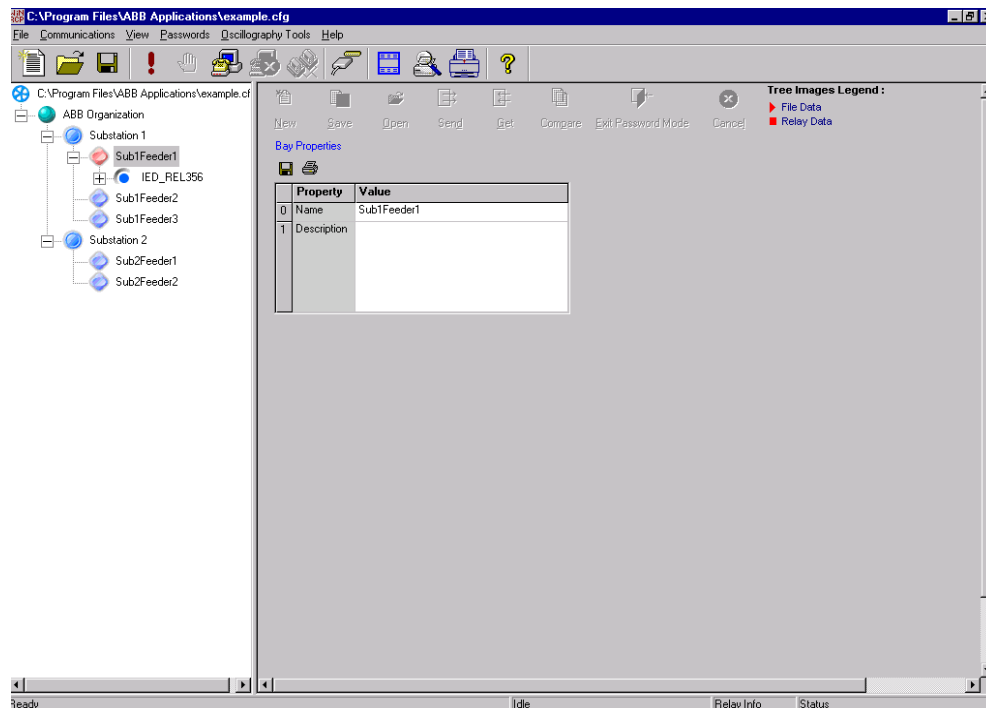 C:\Program Files\ABB Applications\example.cfg
File Communications View Passwords Oscillography Tools Help
C:\Program Files\ABB Applications\example.cf
ABB Organization
Substation 1
Sub1Feeder1
IED_REL356
Sub1Feeder2
Sub1Feeder3
Substation 2
Sub2Feeder1
Sub2Feeder2
New Save Open Send Get Compare Exit Password Mode Cancel
Tree Images Legend :
File Data
Relay Data
Bay Properties
Property Value
0 Name Sub1Feeder1
1 Description
Ready Idle Relay Info Status